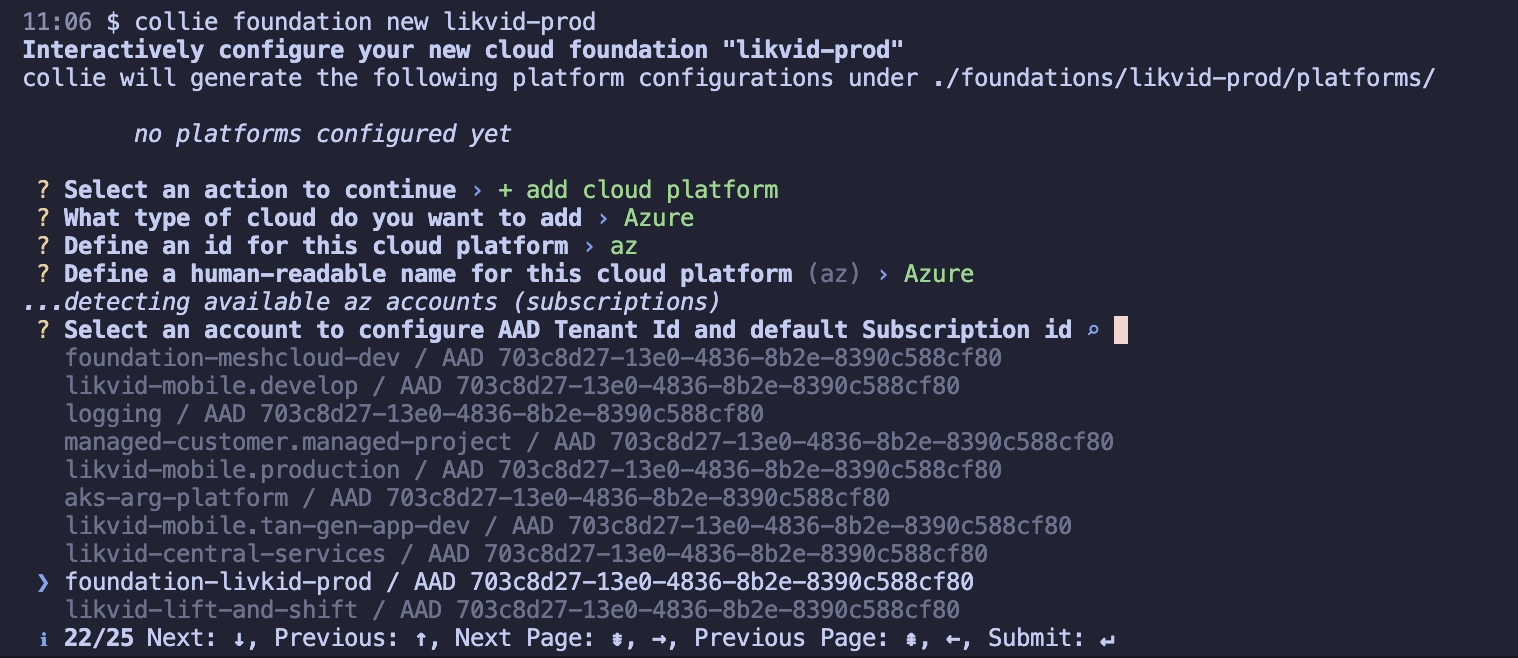 11:06 $ collie foundation new likvid-prod
Interactively configure your new cloud foundation "likvid-prod"
collie will generate the following platform configurations under ./foundations/likvid-prod/platforms/
no platforms configured yet
? Select an action to continue › + add cloud platform
? What type of cloud do you want to add › Azure
? Define an id for this cloud platform › az
? Define a human-readable name for this cloud platform (az) › Azure
...detecting available az accounts (subscriptions)
? Select an account to configure AAD Tenant Id and default Subscription id ⌕
foundation-meshcloud-dev / AAD 703c8d27-13e0-4836-8b2e-8390c588cf80
likvid-mobile.develop / AAD 703c8d27-13e0-4836-8b2e-8390c588cf80
logging / AAD 703c8d27-13e0-4836-8b2e-8390c588cf80
managed-customer.managed-project / AAD 703c8d27-13e0-4836-8b2e-8390c588cf80
likvid-mobile.production / AAD 703c8d27-13e0-4836-8b2e-8390c588cf80
aks-arg-platform / AAD 703c8d27-13e0-4836-8b2e-8390c588cf80
likvid-mobile.tan-gen-app-dev / AAD 703c8d27-13e0-4836-8b2e-8390c588cf80
likvid-central-services / AAD 703c8d27-13e0-4836-8b2e-8390c588cf80
❯ foundation-livkid-prod / AAD 703c8d27-13e0-4836-8b2e-8390c588cf80
likvid-lift-and-shift / AAD 703c8d27-13e0-4836-8b2e-8390c588cf80
ℹ 22/25 Next: ↓, Previous: ↑, Next Page: ⇟, →, Previous Page: ⇞, ←, Submit: ↵